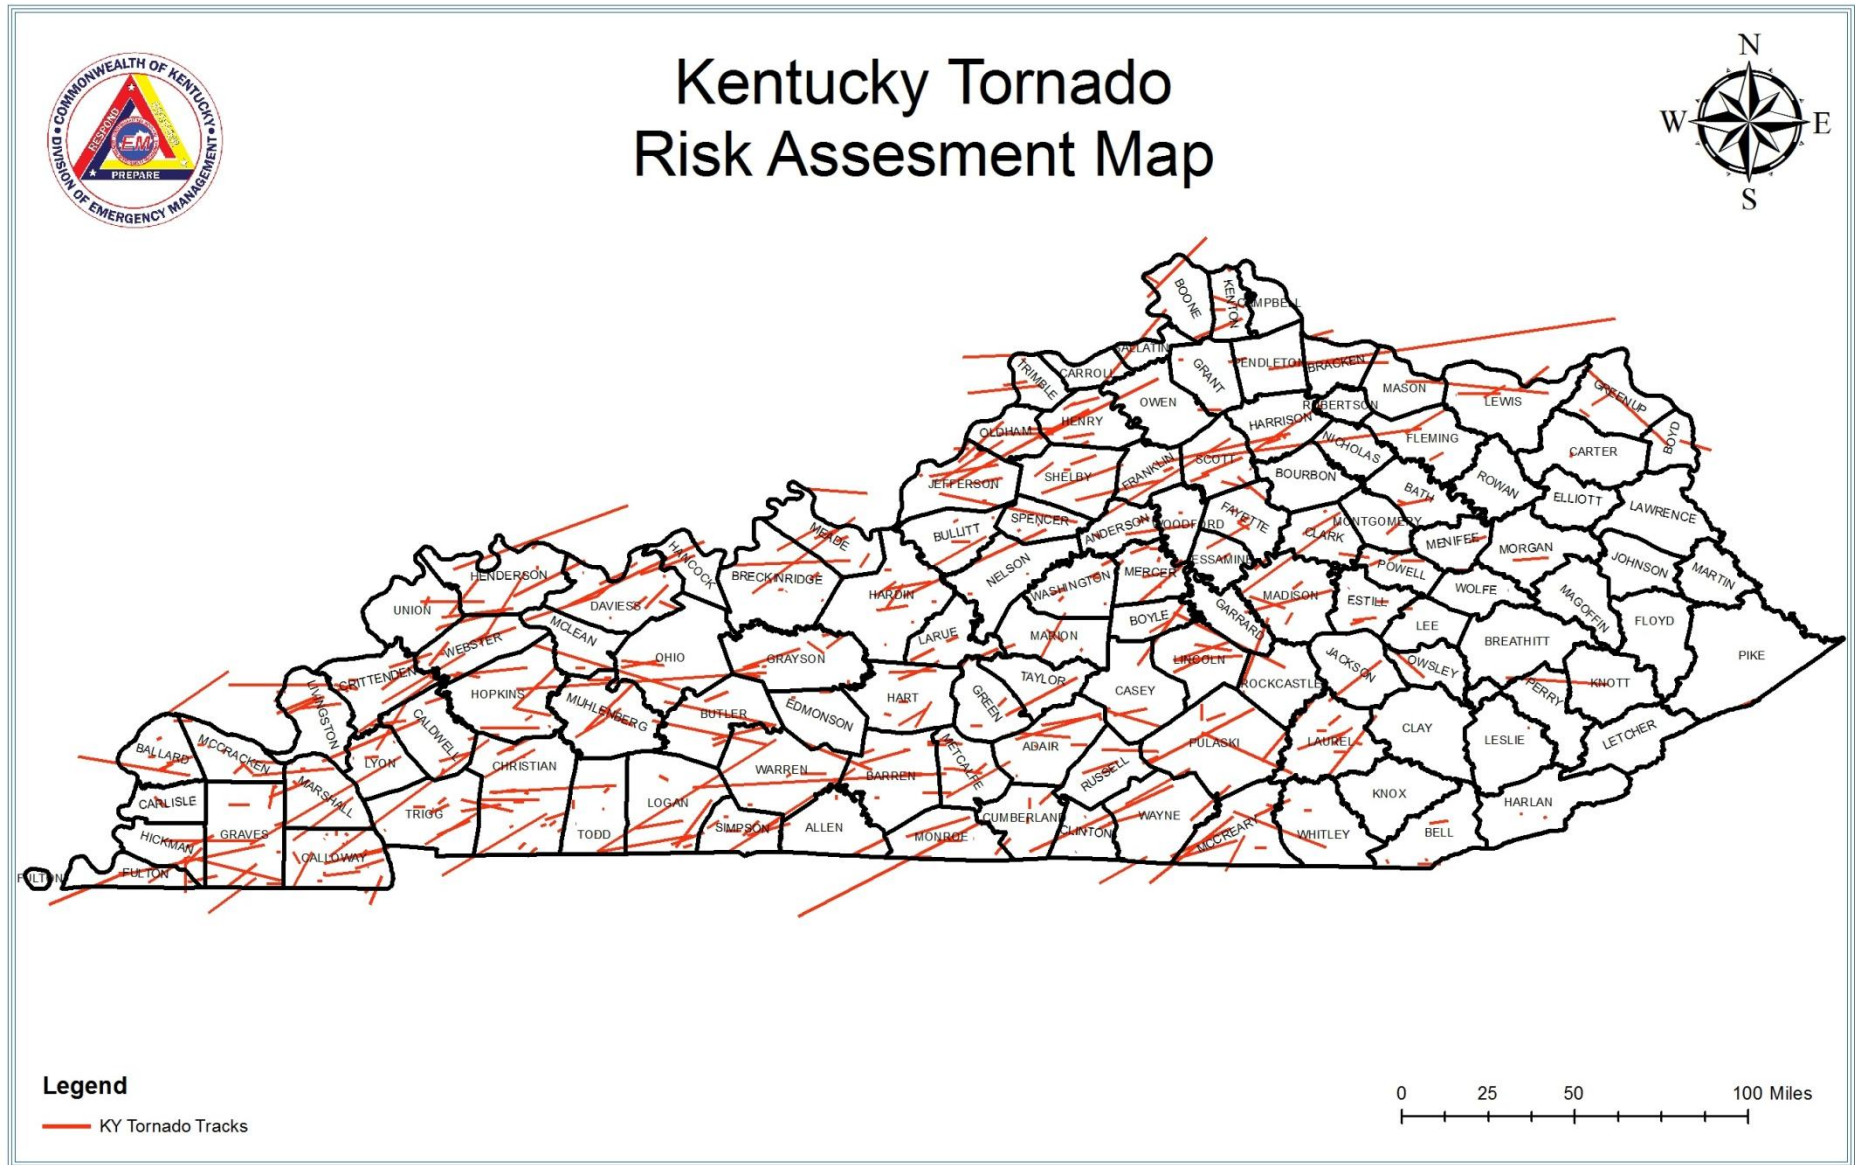 Kentucky Tornado
Risk Assesment Map
COMMONWEALTH OF KENTUCKY
DIVISION OF EMERGENCY MANAGEMENT
RESPOND
EM
PREPARE
N
W
E
S
BOONE
KENTON
CAMPBELL
GALLATIN
TRIMBLE
CARROLL
GRANT
PENDLETON
BRACKEN
MASON
LEWIS
GREENUP
OWEN
ROBERTSON
HENRY
OLDHAM
HARRISON
NICHOLAS
FLEMING
CARTER
BOYD
SCOTT
FRANKLIN
SHELBY
JEFFERSON
BOURBON
BATH
ROWAN
ELLIOTT
LAWRENCE
SPENCER
ANDERSON
WOODFORD
FAYETTE
MONTGOMERY
CLARK
BULLITT
MEADE
MENIFEE
MORGAN
JOHNSON
MARTIN
HANCOCK
HENDERSON
BRECKINRIDGE
NELSON
WASHINGTON
MERCER
ESSAMINE
POWELL
WOLFE
MAGOFFIN
UNION
DAVIESS
HARDIN
MADISON
ESTILL
LEE
FLOYD
WEBSTER
MCLEAN
LARUE
MARION
BOYLE
GARRARD
BREATHITT
PIKE
OHIO
GRAYSON
LINCOLN
JACKSON
OWSLEY
CRITTENDEN
LIVINGSTON
HOPKINS
MUHLENBERG
HART
GREEN
TAYLOR
CASEY
ROCKCASTLE
PERRY
KNOTT
CALDWELL
BUTLER
EDMONSON
CLAY
LESLIE
LETCHER
BALLARD
MCCRACKEN
LYON
CHRISTIAN
WARREN
BARREN
METCALFE
ADAIR
RUSSELL
PULASKI
LAUREL
CARLISLE
MARSHALL
TRIGG
LOGAN
KNOX
HARLAN
HICKMAN
GRAVES
TODD
SIMPSON
ALLEN
MONROE
CUMBERLAND
CLINTON
WAYNE
MCCREARY
WHITLEY
BELL
CALLOWAY
FULTON
FULTON
Legend
KY Tornado Tracks
0 25 50 100 Miles